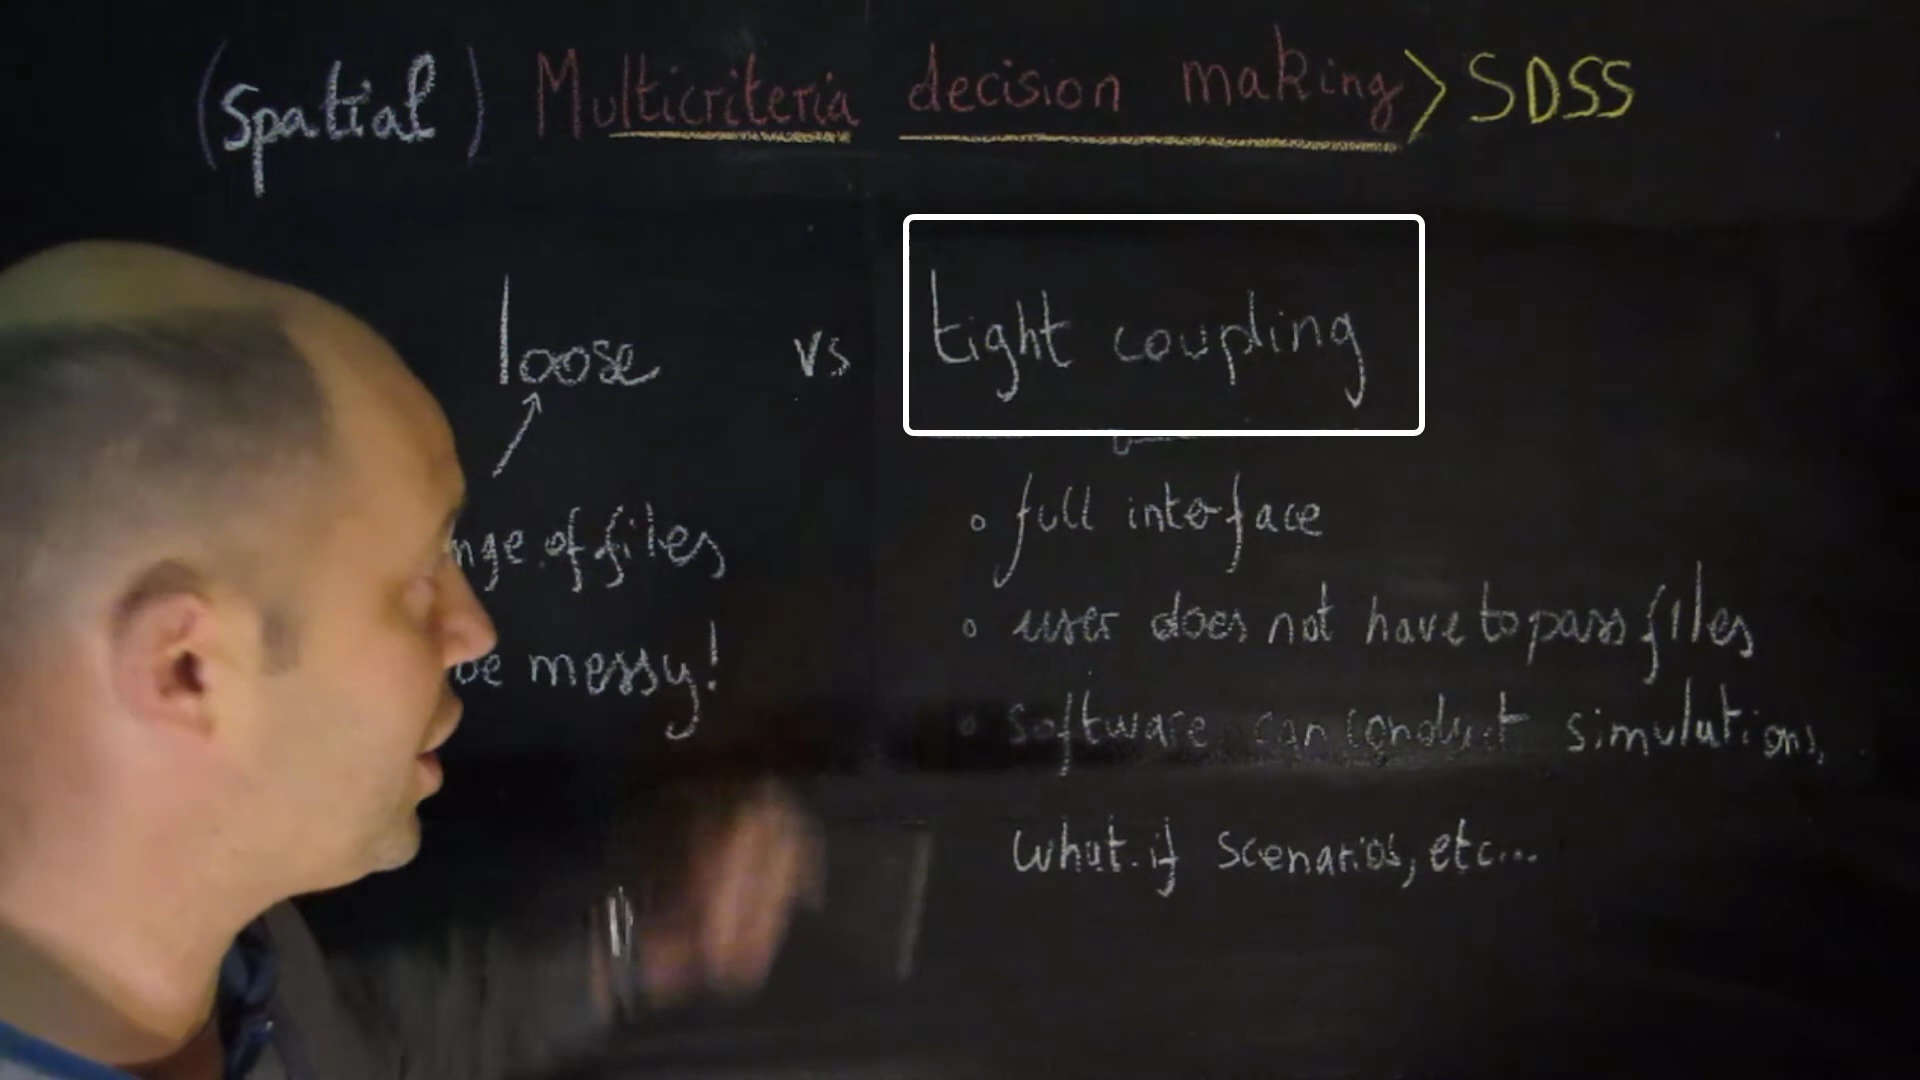 (Spatial) Multicriteria decision making > SDSS
loose vs tight coupling
of files
messy!
• full interface
• user does not have to pass files
• software can conduct simulations,
what-if scenarios, etc...